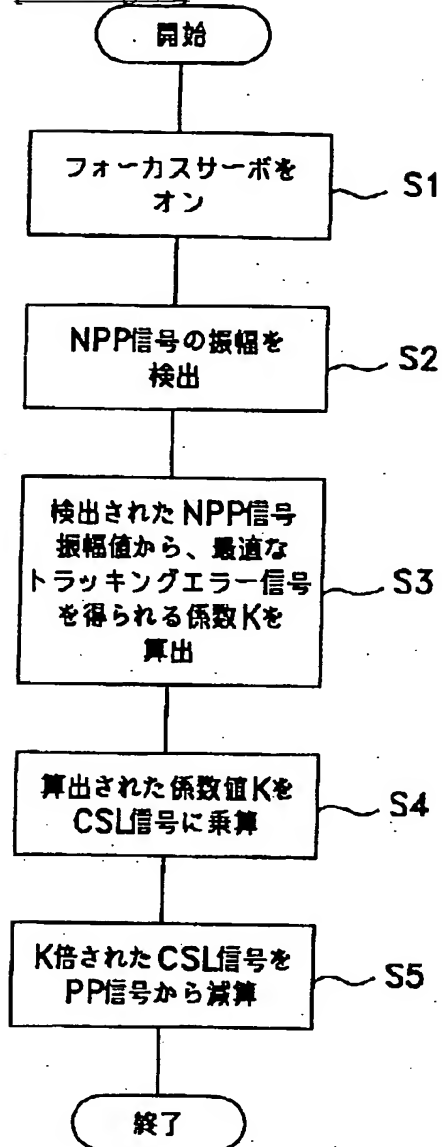 開始
フォーカスサーボを
オン
S1
NPP信号の振幅を
検出
S2
検出されたNPP信号
振幅値から、最適な
トラッキングエラー信号
を得られる係数Kを
算出
S3
算出された係数値Kを
CSL信号に乗算
S4
K倍されたCSL信号を
PP信号から減算
S5
終了